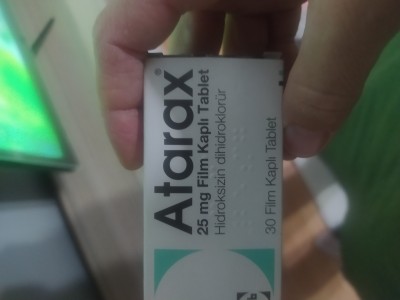 Atarax®
25 mg Film Kaplı Tablet
Hidroksizin dihidroklorür
30 Film Kaplı Tablet